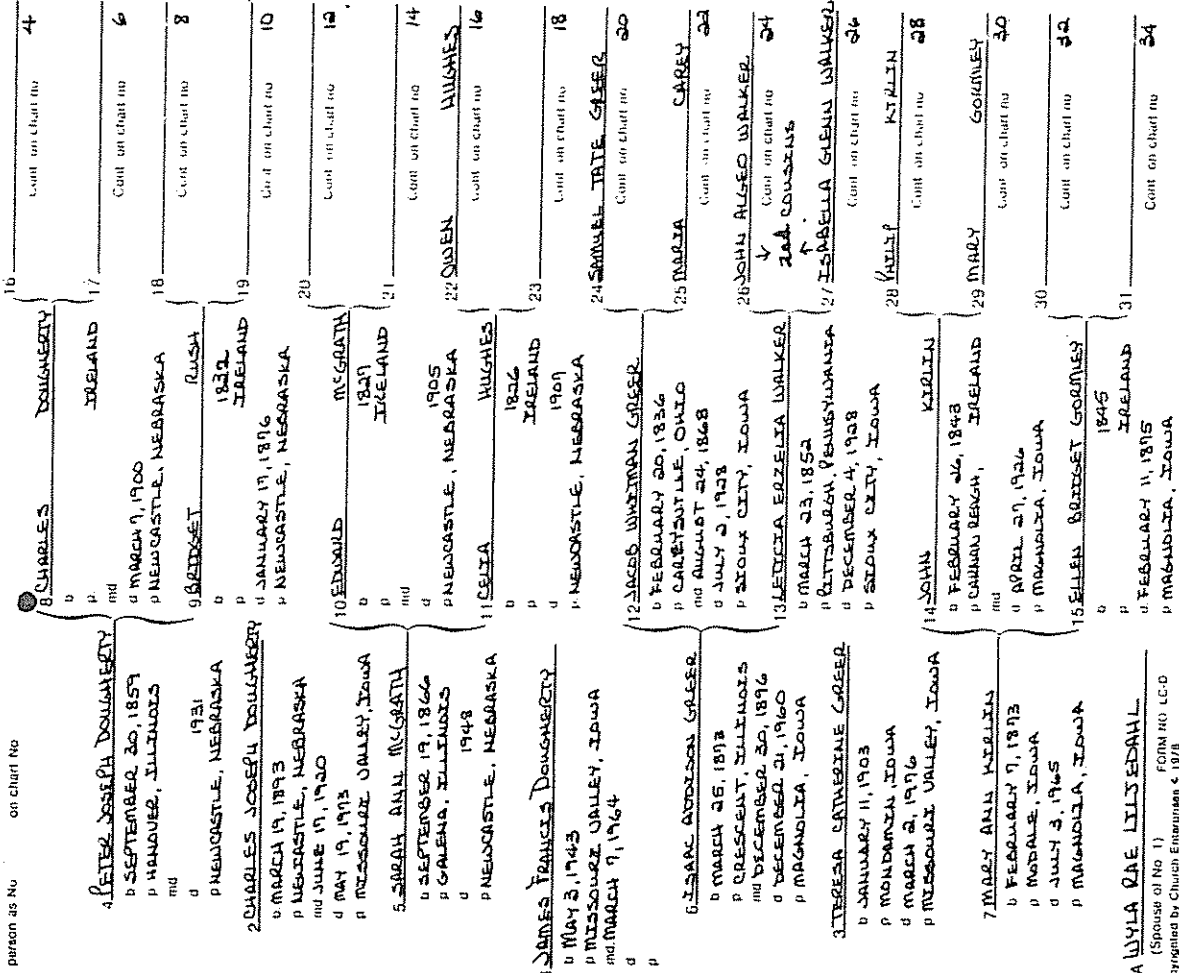 person as No on chart No
1 JAMES FRANCIS DOUGHERTY
b MAY 3, 1943
p MISSOURI VALLEY, IOWA
md MARCH 7, 1964
d
p
2 CHARLES JOSEPH DOUGHERTY
b MARCH 19, 1893
p NEWCASTLE, NEBRASKA
md JUNE 17, 1920
d MAY 19, 1973
p MISSOURI VALLEY, IOWA
3 TERESA CATHERINE GREER
b JANUARY 11, 1903
p MONDAMIN, IOWA
d MARCH 2, 1976
p MISSOURI VALLEY, IOWA
4 PETER JOSEPH DOUGHERTY
b SEPTEMBER 30, 1859
p HANOVER, ILLINOIS
md
d 1931
p NEWCASTLE, NEBRASKA
5 SARAH ANN McGRATH
b SEPTEMBER 19, 1866
p GALENA, ILLINOIS
d 1948
p NEWCASTLE, NEBRASKA
6 ISAAC ADDISON GREER
b MARCH 25, 1873
p CRESCENT, ILLINOIS
md DECEMBER 30, 1896
d DECEMBER 21, 1960
p MAGNOLIA, IOWA
7 MARY ANN KIRLIN
b FEBRUARY 7, 1873
p MODALE, IOWA
d JULY 3, 1965
p MAGNOLIA, IOWA
A WYLA RAE LILJEDAHL
(Spouse of No 1)
FORM NO LC-D
by Church Enterprises 1978
8 CHARLES DOUGHERTY
b
p IRELAND
md
d MARCH 7, 1900
p NEWCASTLE, NEBRASKA
9 BRIDGET RUSH
b 1822
p IRELAND
d JANUARY 17, 1876
p NEWCASTLE, NEBRASKA
10 EDWARD McGRATH
b 1827
p IRELAND
md
d 1905
p NEWCASTLE, NEBRASKA
11 CELIA HUGHES
b 1826
p IRELAND
d 1907
p NEWCASTLE, NEBRASKA
12 JACOB WHITMAN GREER
b FEBRUARY 20, 1836
p CAREYSVILLE, OHIO
md AUGUST 24, 1868
d JULY 2, 1928
p SIOUX CITY, IOWA
13 LETICIA ERZELIA WALKER
b MARCH 23, 1852
p PITTSBURGH, PENNSYLVANIA
d DECEMBER 4, 1928
p SIOUX CITY, IOWA
14 JOHN KIRLIN
b FEBRUARY 26, 1843
p CARNAN REAGH, IRELAND
md
d APRIL 27, 1926
p MAGNOLIA, IOWA
15 ELLEN BRIDGET GORMLEY
b 1845
p IRELAND
d FEBRUARY 11, 1875
p MAGNOLIA, IOWA
16
Cont on chart no 4
17
Cont on chart no 6
18
Cont on chart no 8
19
Cont on chart no 10
20
Cont on chart no 12
21
Cont on chart no 14
22 OWEN HUGHES
Cont on chart no 16
23
Cont on chart no 18
24 SAMUEL TATE GREER
Cont on chart no 20
25 MARIA CAREY
Cont on chart no 22
26 JOHN ALGEO WALKER
Cont on chart no 24
↓
2nd COUSINS
↑
27 ISABELLA GLENN WALKER
Cont on chart no 26
28 PHILIP KIRLIN
Cont on chart no 28
29 MARY GORMLEY
Cont on chart no 30
30
Cont on chart no 32
31
Cont on chart no 34